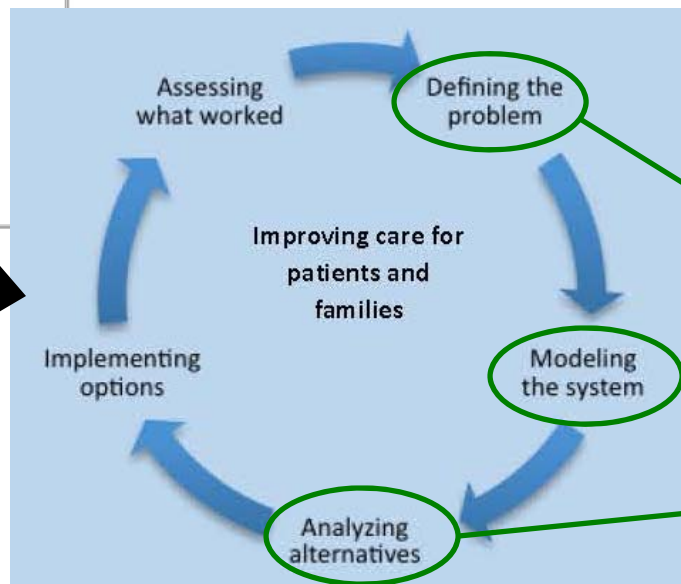 Assessing
what worked
Defining the
problem
Improving care for
patients and
families
Implementing
options
Modeling
the system
Analyzing
alternatives